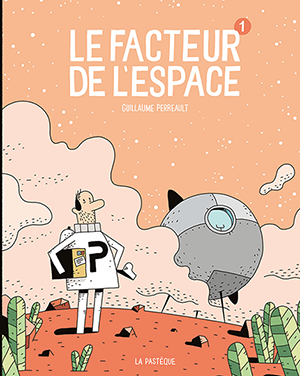 1
LE FACTEUR
DE L'ESPACE
GUILLAUME PERREAULT
P
LA PASTÈQUE